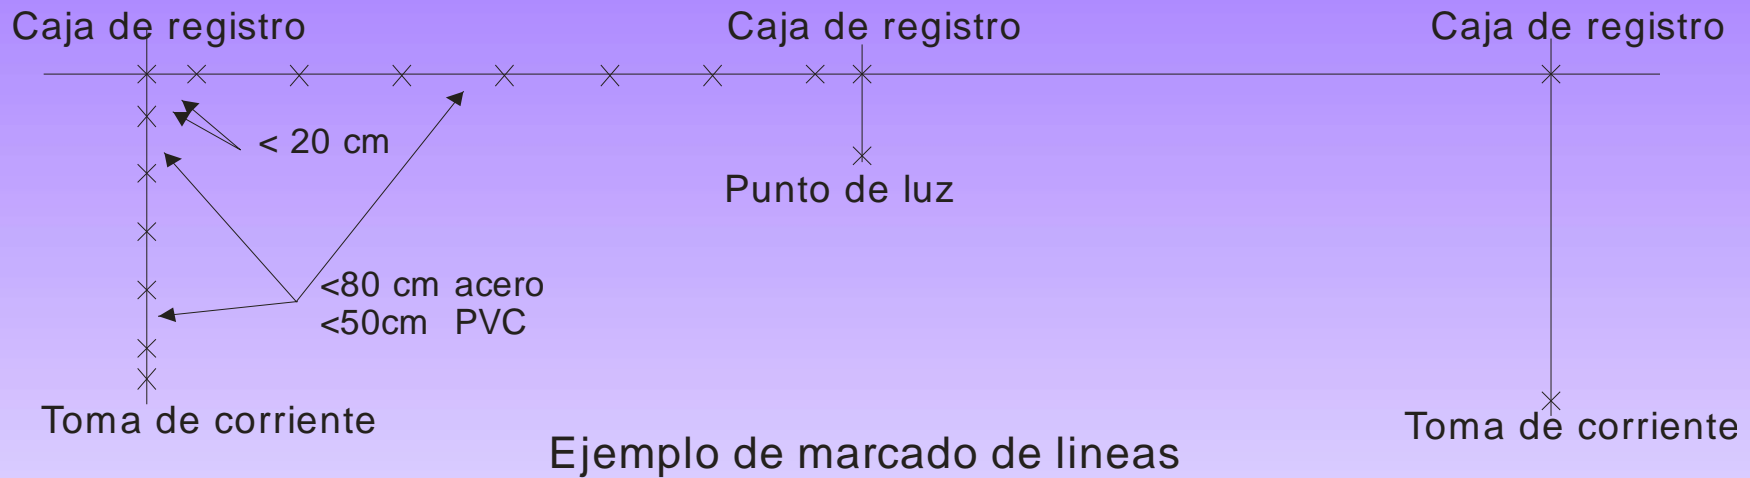 Caja de registro
Caja de registro
Caja de registro
< 20 cm
Punto de luz
<80 cm acero
<50cm PVC
Toma de corriente
Toma de corriente
Ejemplo de marcado de lineas